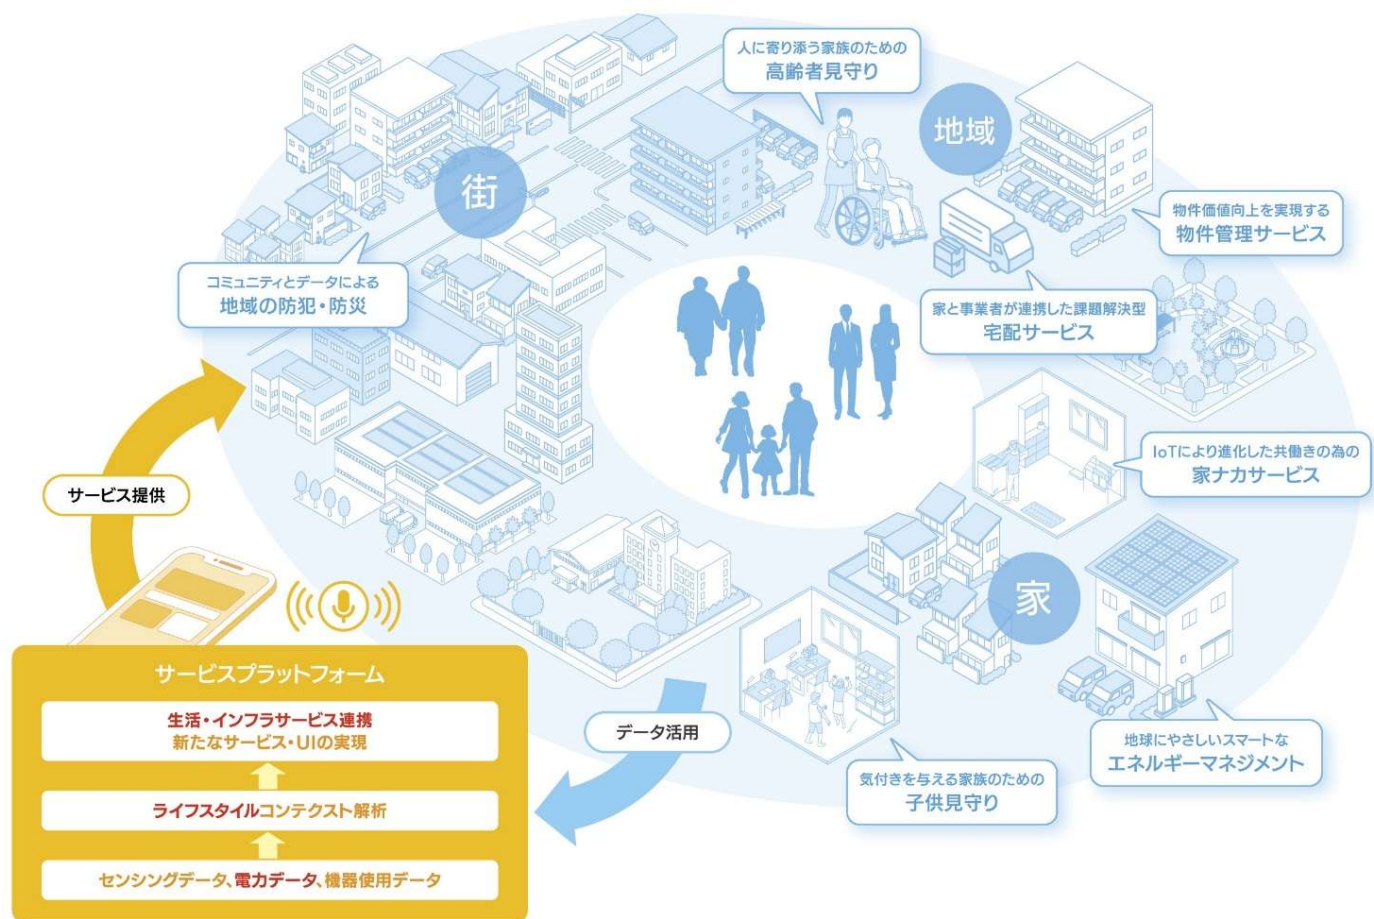 人に寄り添う家族のための
高齢者見守り
地域
街
物件価値向上を実現する
物件管理サービス
コミュニティとデータによる
地域の防犯・防災
家と事業者が連携した課題解決型
宅配サービス
IoTにより進化した共働きの為の
家ナカサービス
サービス提供
家
サービスプラットフォーム
生活・インフラサービス連携
新たなサービス・UIの実現
データ活用
地球にやさしいスマートな
エネルギーマネジメント
気付きを与える家族のための
子供見守り
ライフスタイルコンテクスト解析
センシングデータ、電力データ、機器使用データ